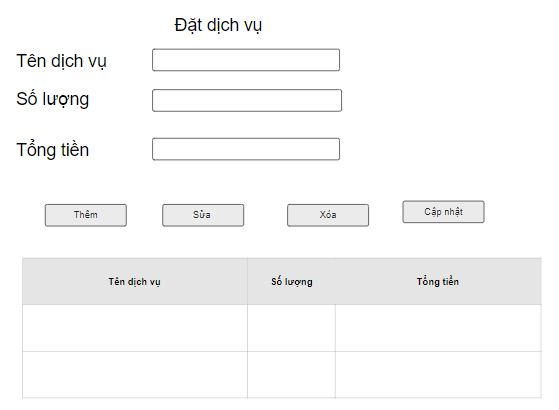 Đặt dịch vụ
Tên dịch vụ
Số lượng
Tổng tiền
Thêm Sửa Xóa Cập nhật
Tên dịch vụ Số lượng Tổng tiền